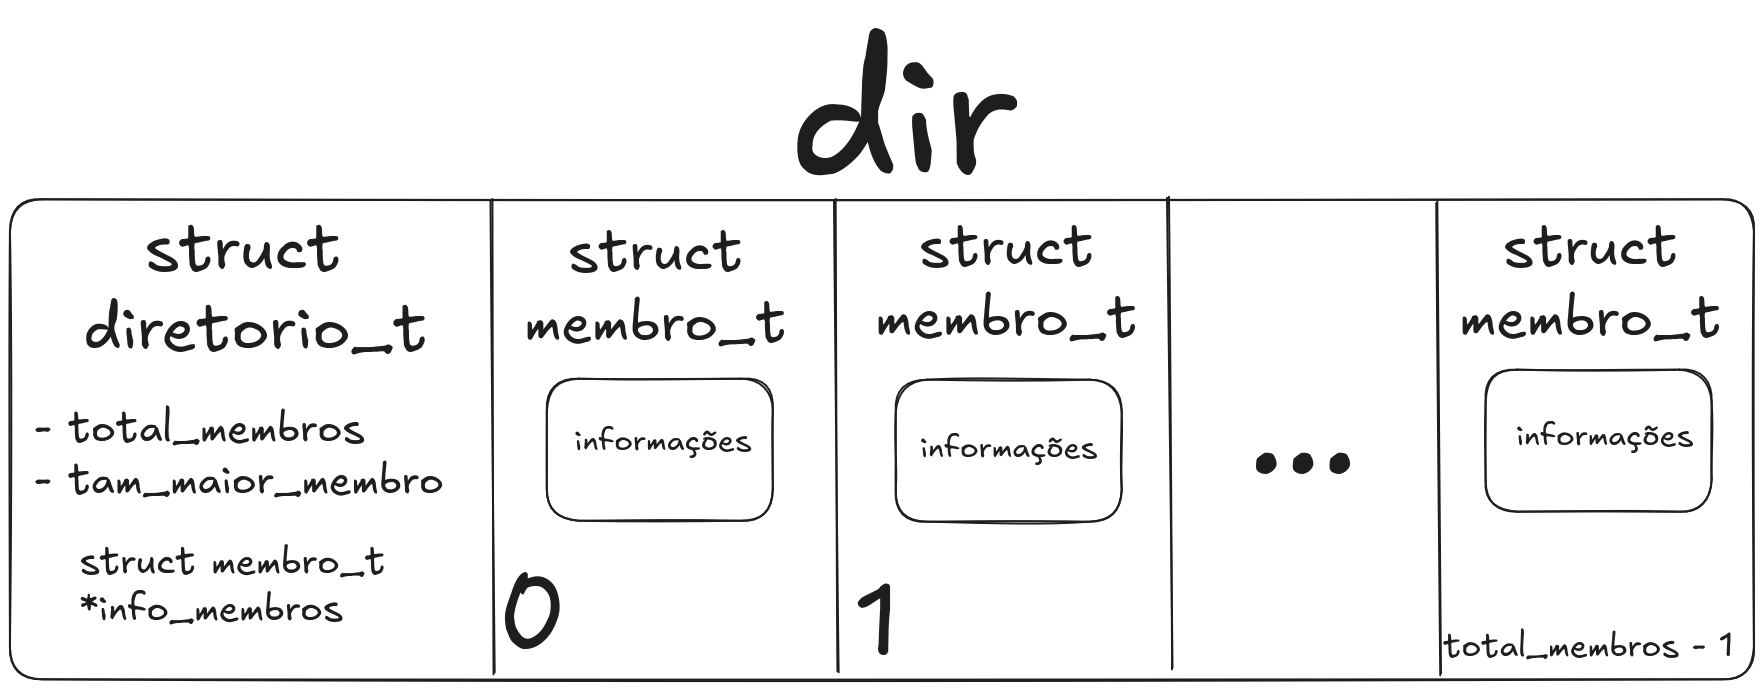 dir
struct
diretorio_t
- total_membros
- tam_maior_membro
struct membro_t
*info_membros
struct
membro_t
informações
0
struct
membro_t
informações
1
...
struct
membro_t
informações
total_membros - 1